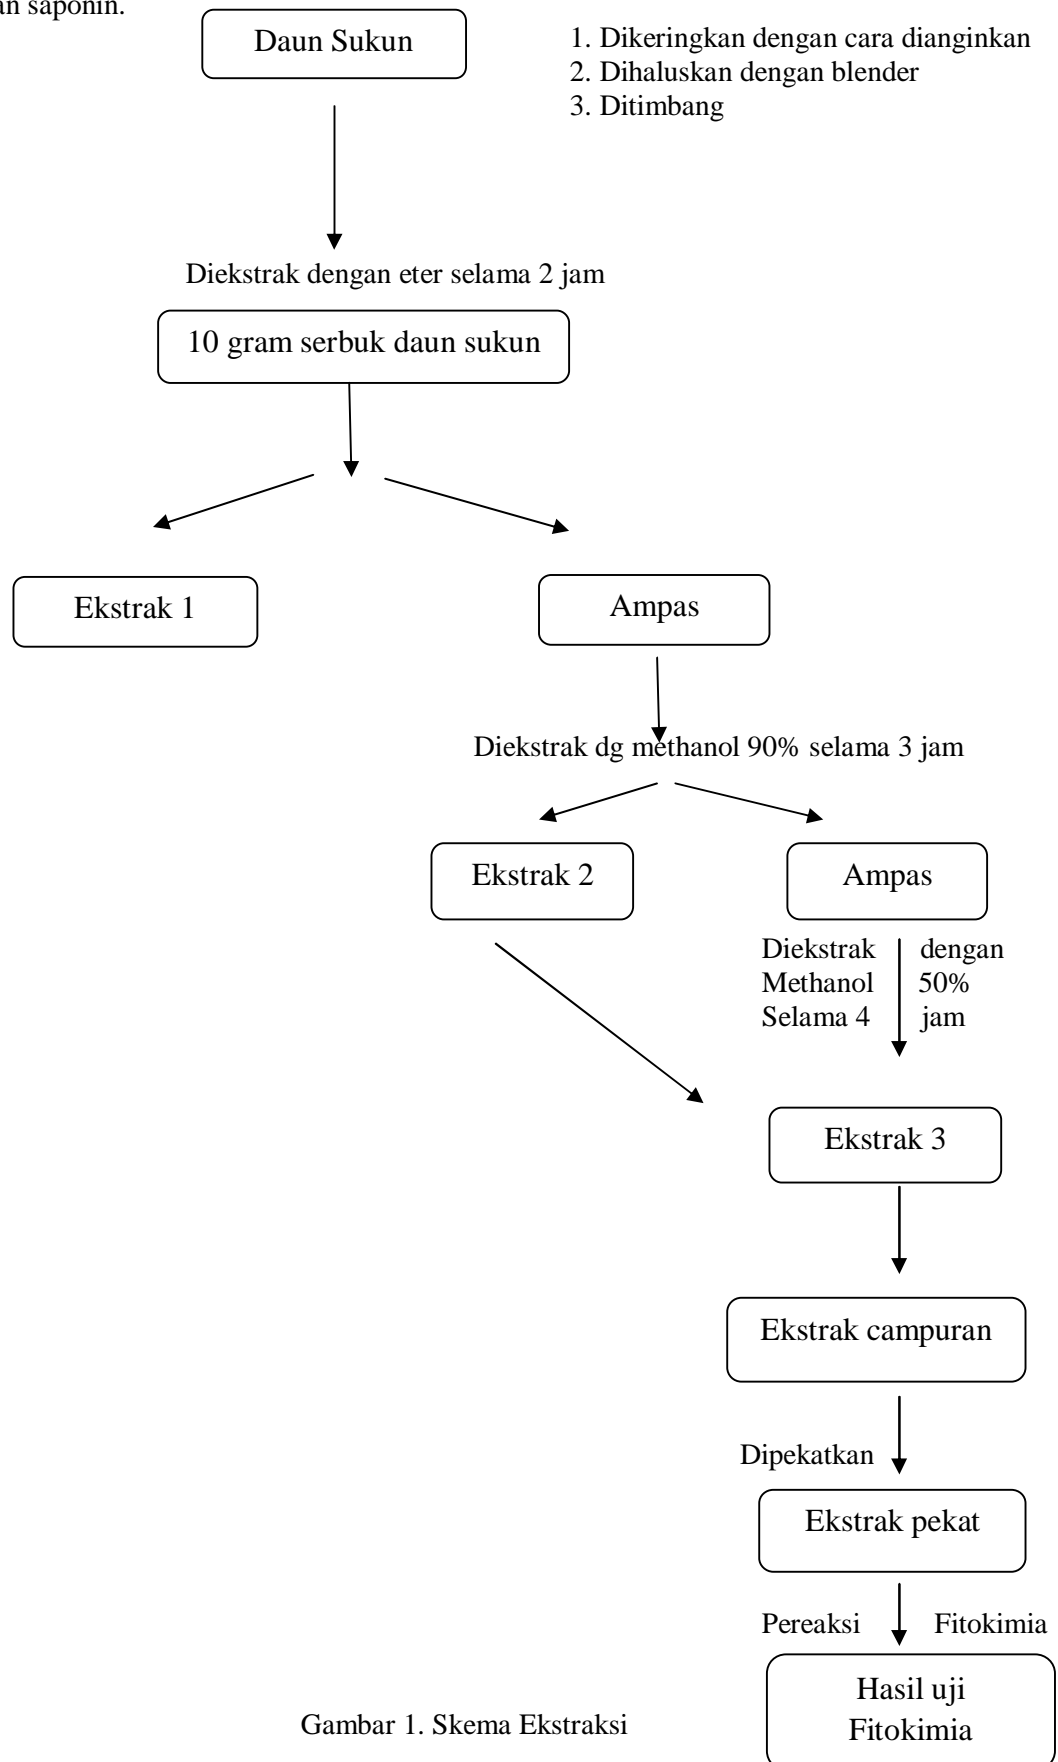 an saponin.
Daun Sukun
1. Dikeringkan dengan cara dianginkan
2. Dihaluskan dengan blender
3. Ditimbang
Diekstrak dengan eter selama 2 jam
10 gram serbuk daun sukun
Ekstrak 1
Ampas
Diekstrak dg methanol 90% selama 3 jam
Ekstrak 2
Ampas
Diekstrak dengan
Methanol 50%
Selama 4 jam
Ekstrak 3
Ekstrak campuran
Dipekatkan
Ekstrak pekat
Pereaksi Fitokimia
Hasil uji
Fitokimia
Gambar 1. Skema Ekstraksi